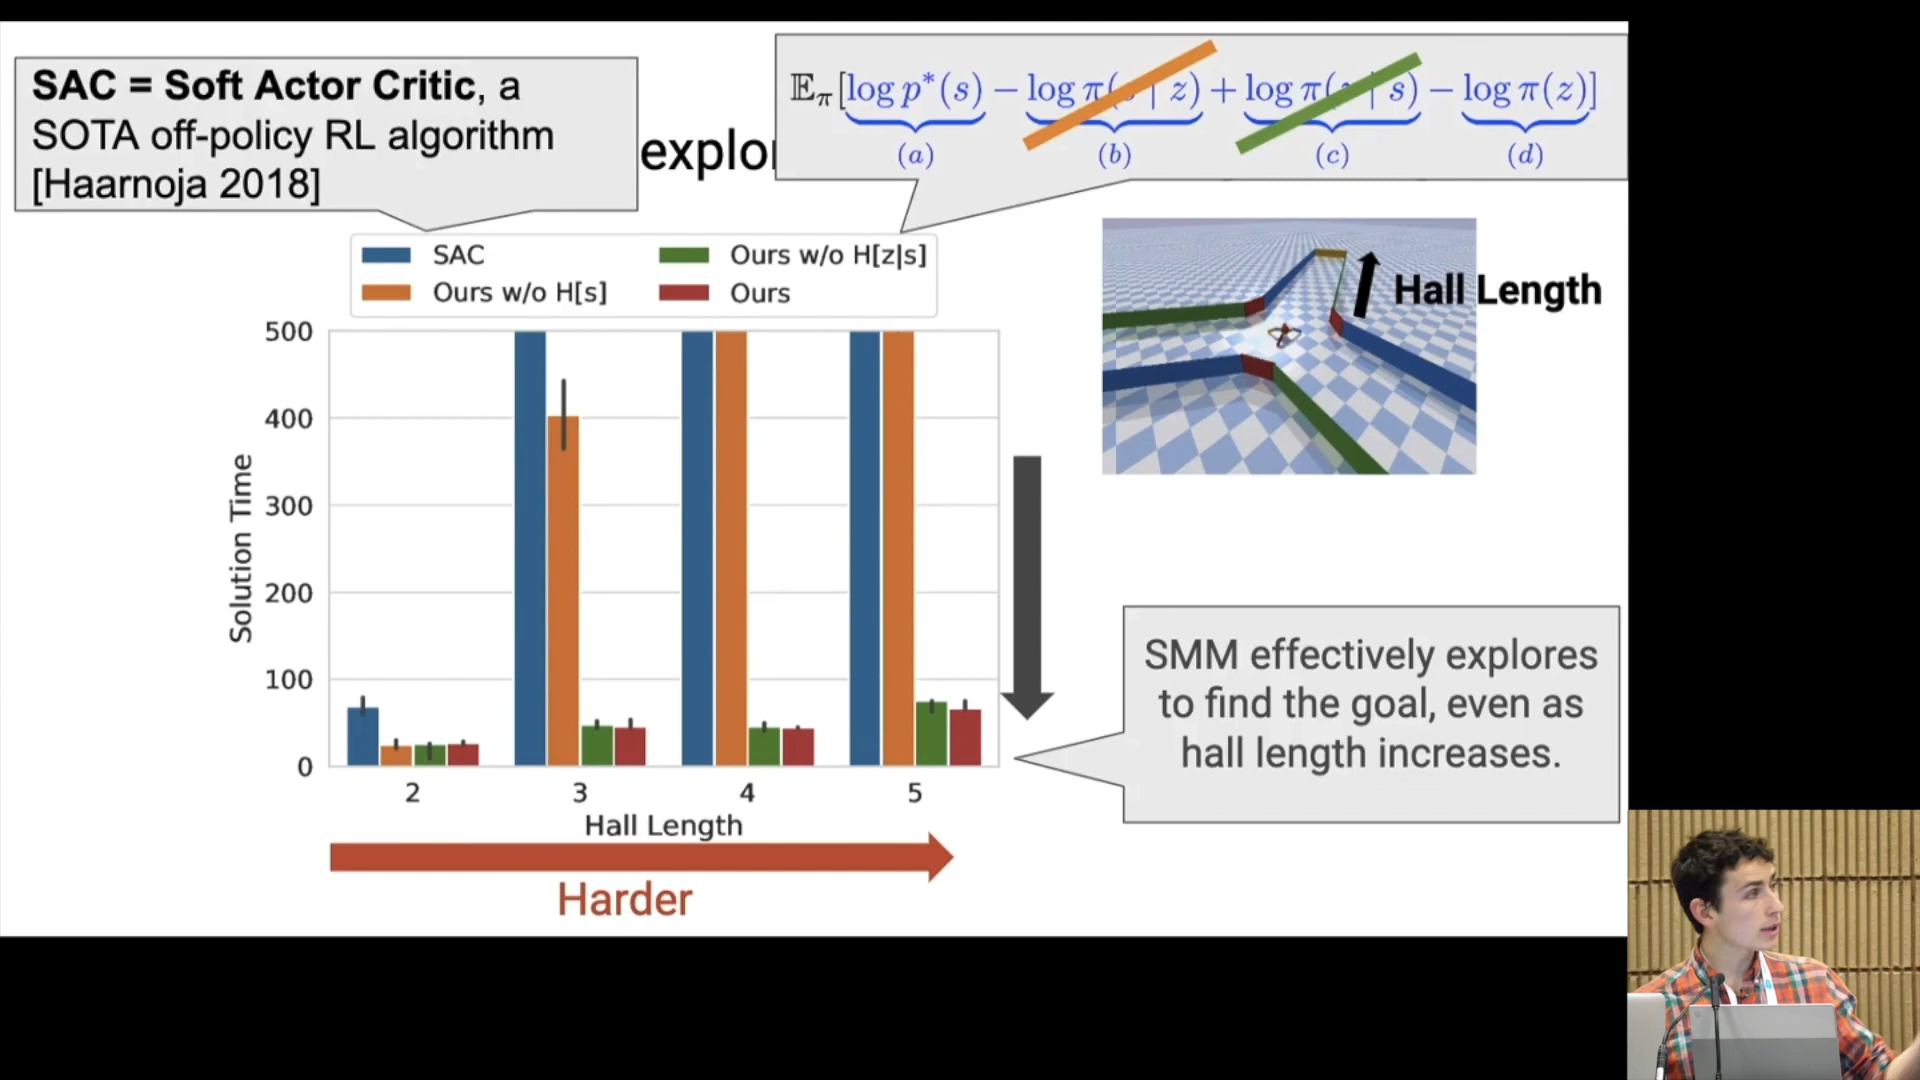 SAC = Soft Actor Critic, a
SOTA off-policy RL algorithm
[Haarnoja 2018]
𝔼π[log p*(s) − log π(s | z) + log π(z | s) − log π(z)]
(a) (b) (c) (d)
SAC
Ours w/o H[s]
Ours w/o H[z|s]
Ours
Hall Length
500
400
300
200
100
0
Solution Time
2 3 4 5
Hall Length
Harder
SMM effectively explores
to find the goal, even as
hall length increases.